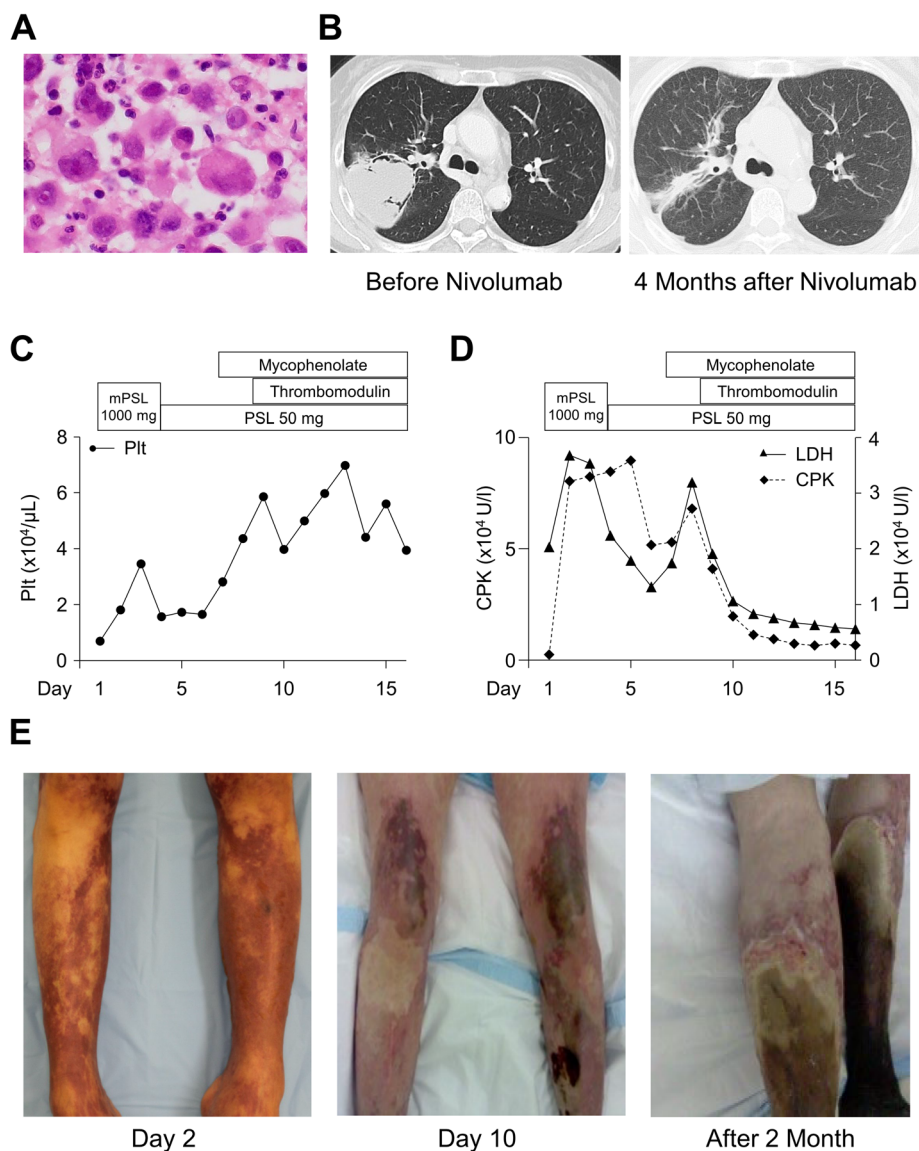 A
B
Before Nivolumab
4 Months after Nivolumab
C
Mycophenolate
Thrombomodulin
mPSL
1000 mg
PSL 50 mg
Plt
Plt (x10⁴/µL)
8
6
4
2
0
Day 1 5 10 15
D
Mycophenolate
Thrombomodulin
mPSL
1000 mg
PSL 50 mg
LDH
CPK
CPK (x10⁴ U/l)
10
5
0
LDH (x10⁴ U/l)
4
3
2
1
0
Day 1 5 10 15
E
Day 2
Day 10
After 2 Month